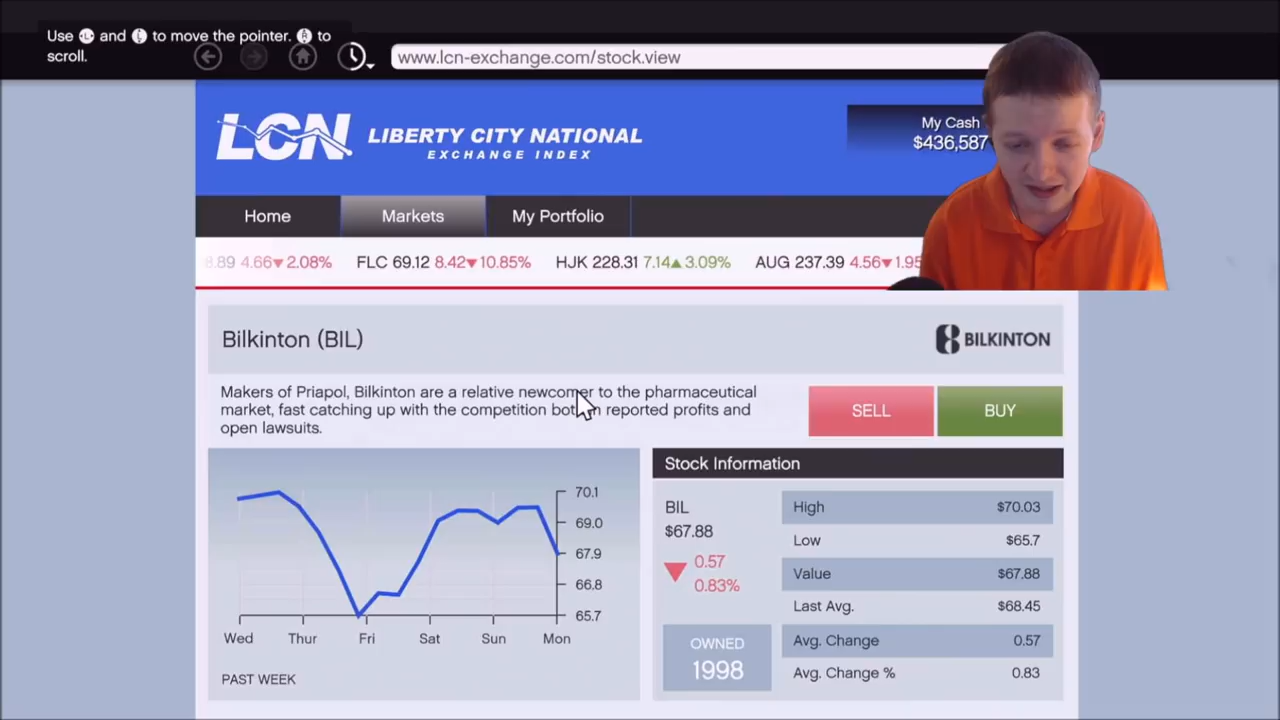 Use and to move the pointer. to
scroll.
www.lcn-exchange.com/stock.view
LCN LIBERTY CITY NATIONAL
EXCHANGE INDEX
My Cash
$436,587
Home Markets My Portfolio
8.89 4.66▼2.08% FLC 69.12 8.42▼10.85% HJK 228.31 7.14▲3.09% AUG 237.39 4.56▼1.95
Bilkinton (BIL) BILKINTON
Makers of Priapol, Bilkinton are a relative newcomer to the pharmaceutical
market, fast catching up with the competition both in reported profits and
open lawsuits.
SELL BUY
70.1
69.0
67.9
66.8
65.7
Wed Thur Fri Sat Sun Mon
PAST WEEK
Stock Information
BIL
$67.88
0.57
0.83%
OWNED
1998
High $70.03
Low $65.7
Value $67.88
Last Avg. $68.45
Avg. Change 0.57
Avg. Change % 0.83